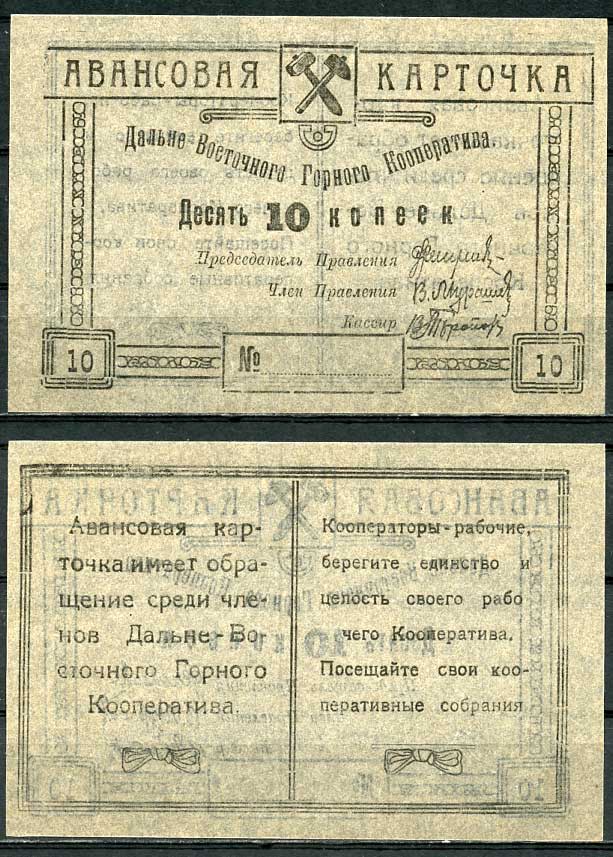 АВАНСОВАЯ КАРТОЧКА
Дальне Восточного Горного Кооператива
Десять 10 копеек
Председатель Правления
Член Правления
Кассир
10 № 10
Авансовая кар-
точка имеет обра-
щение среди чле-
нов Дальне-Во-
сточного Горного
Кооператива.
Кооператоры-рабочие,
берегите единство и
целость своего рабо
чего Кооператива.
Посещайте свои коо-
перативные собрания